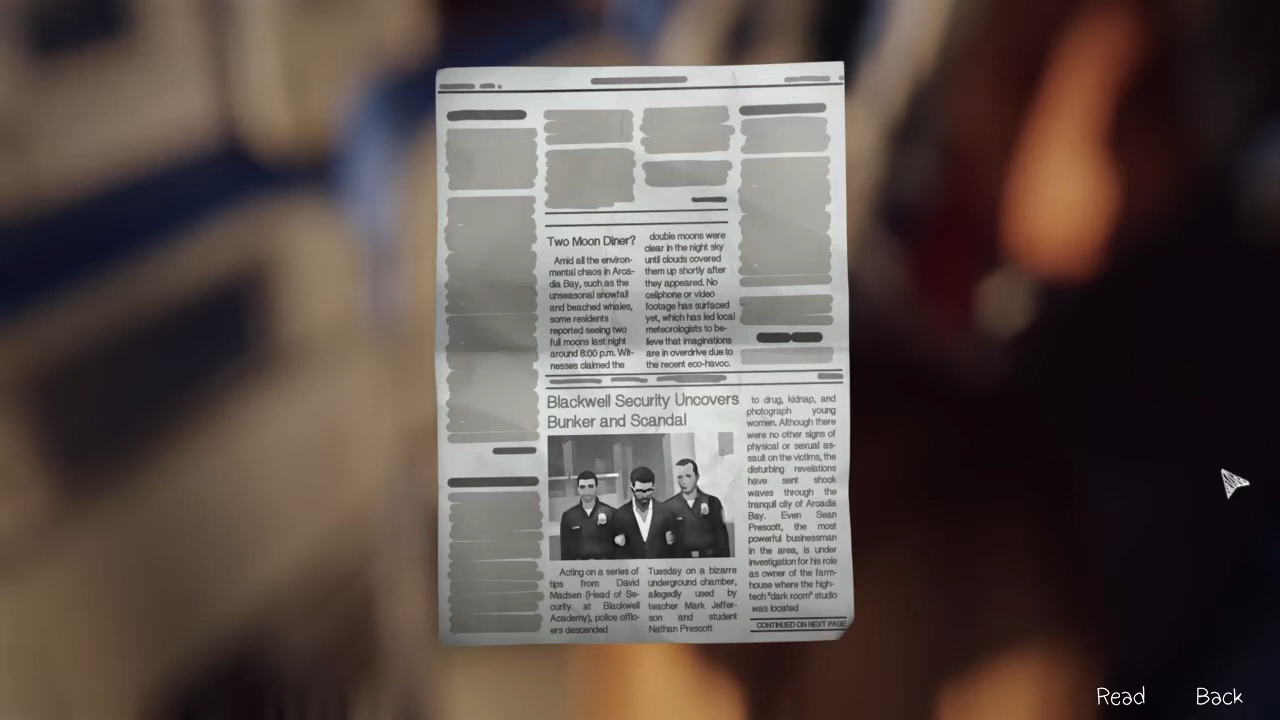 Two Moon Diner?
Amid all the environ-
mental chaos in Arca-
dia Bay, such as the
unseasonal snowfall
and beached whales,
some residents
reported seeing two
full moons last night
around 8:00 p.m. Wit-
nesses claimed the
double moons were
clear in the night sky
until clouds covered
them up shortly after
they appeared. No
cellphone or video
footage has surfaced
yet, which has led local
meteorologists to be-
lieve that imaginations
are in overdrive due to
the recent eco-havoc.
Blackwell Security Uncovers
Bunker and Scandal
Acting on a series of
tips from David
Madsen (Head of Se-
curity at Blackwell
Academy), police offic-
ers descended
Tuesday on a bizarre
underground chamber,
allegedly used by
teacher Mark Jeffer-
son and student
Nathan Prescott
to drug, kidnap, and
photograph young
women. Although there
were no other signs of
physical or sexual as-
sault on the victims, the
disturbing revelations
have sent shock
waves through the
tranquil city of Arcadia
Bay. Even Sean
Prescott, the most
powerful businessman
in the area, is under
investigation for his role
as owner of the farm-
house where the high-
tech "dark room" studio
was located
CONTINUED ON NEXT PAGE
Read
Back